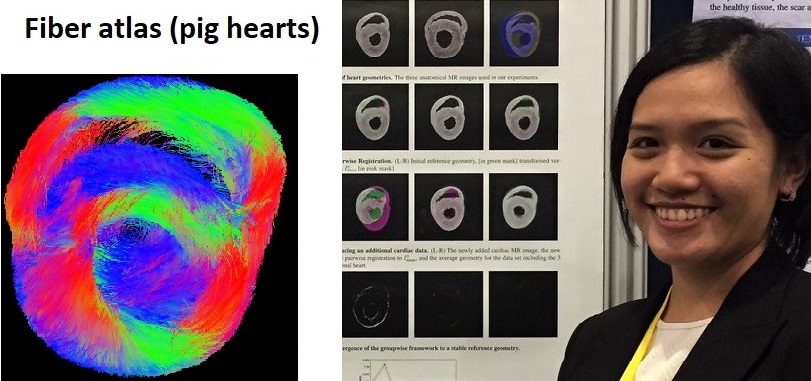 Fiber atlas (pig hearts)
the healthy tissue, the scar a
of heart geometries. The three anatomical MR images used in our experiments.
rwise Registration. (L-R) Initial reference geometry, [in green mask] transformed ver-
[in pink mask]
acing an additional cardiac data. (L-R) The newly added cardiac MR image, the new
pairwise registration to and the average geometry for the data set including the 3
onal heart.
vergence of the groupwise framework to a stable reference geometry.